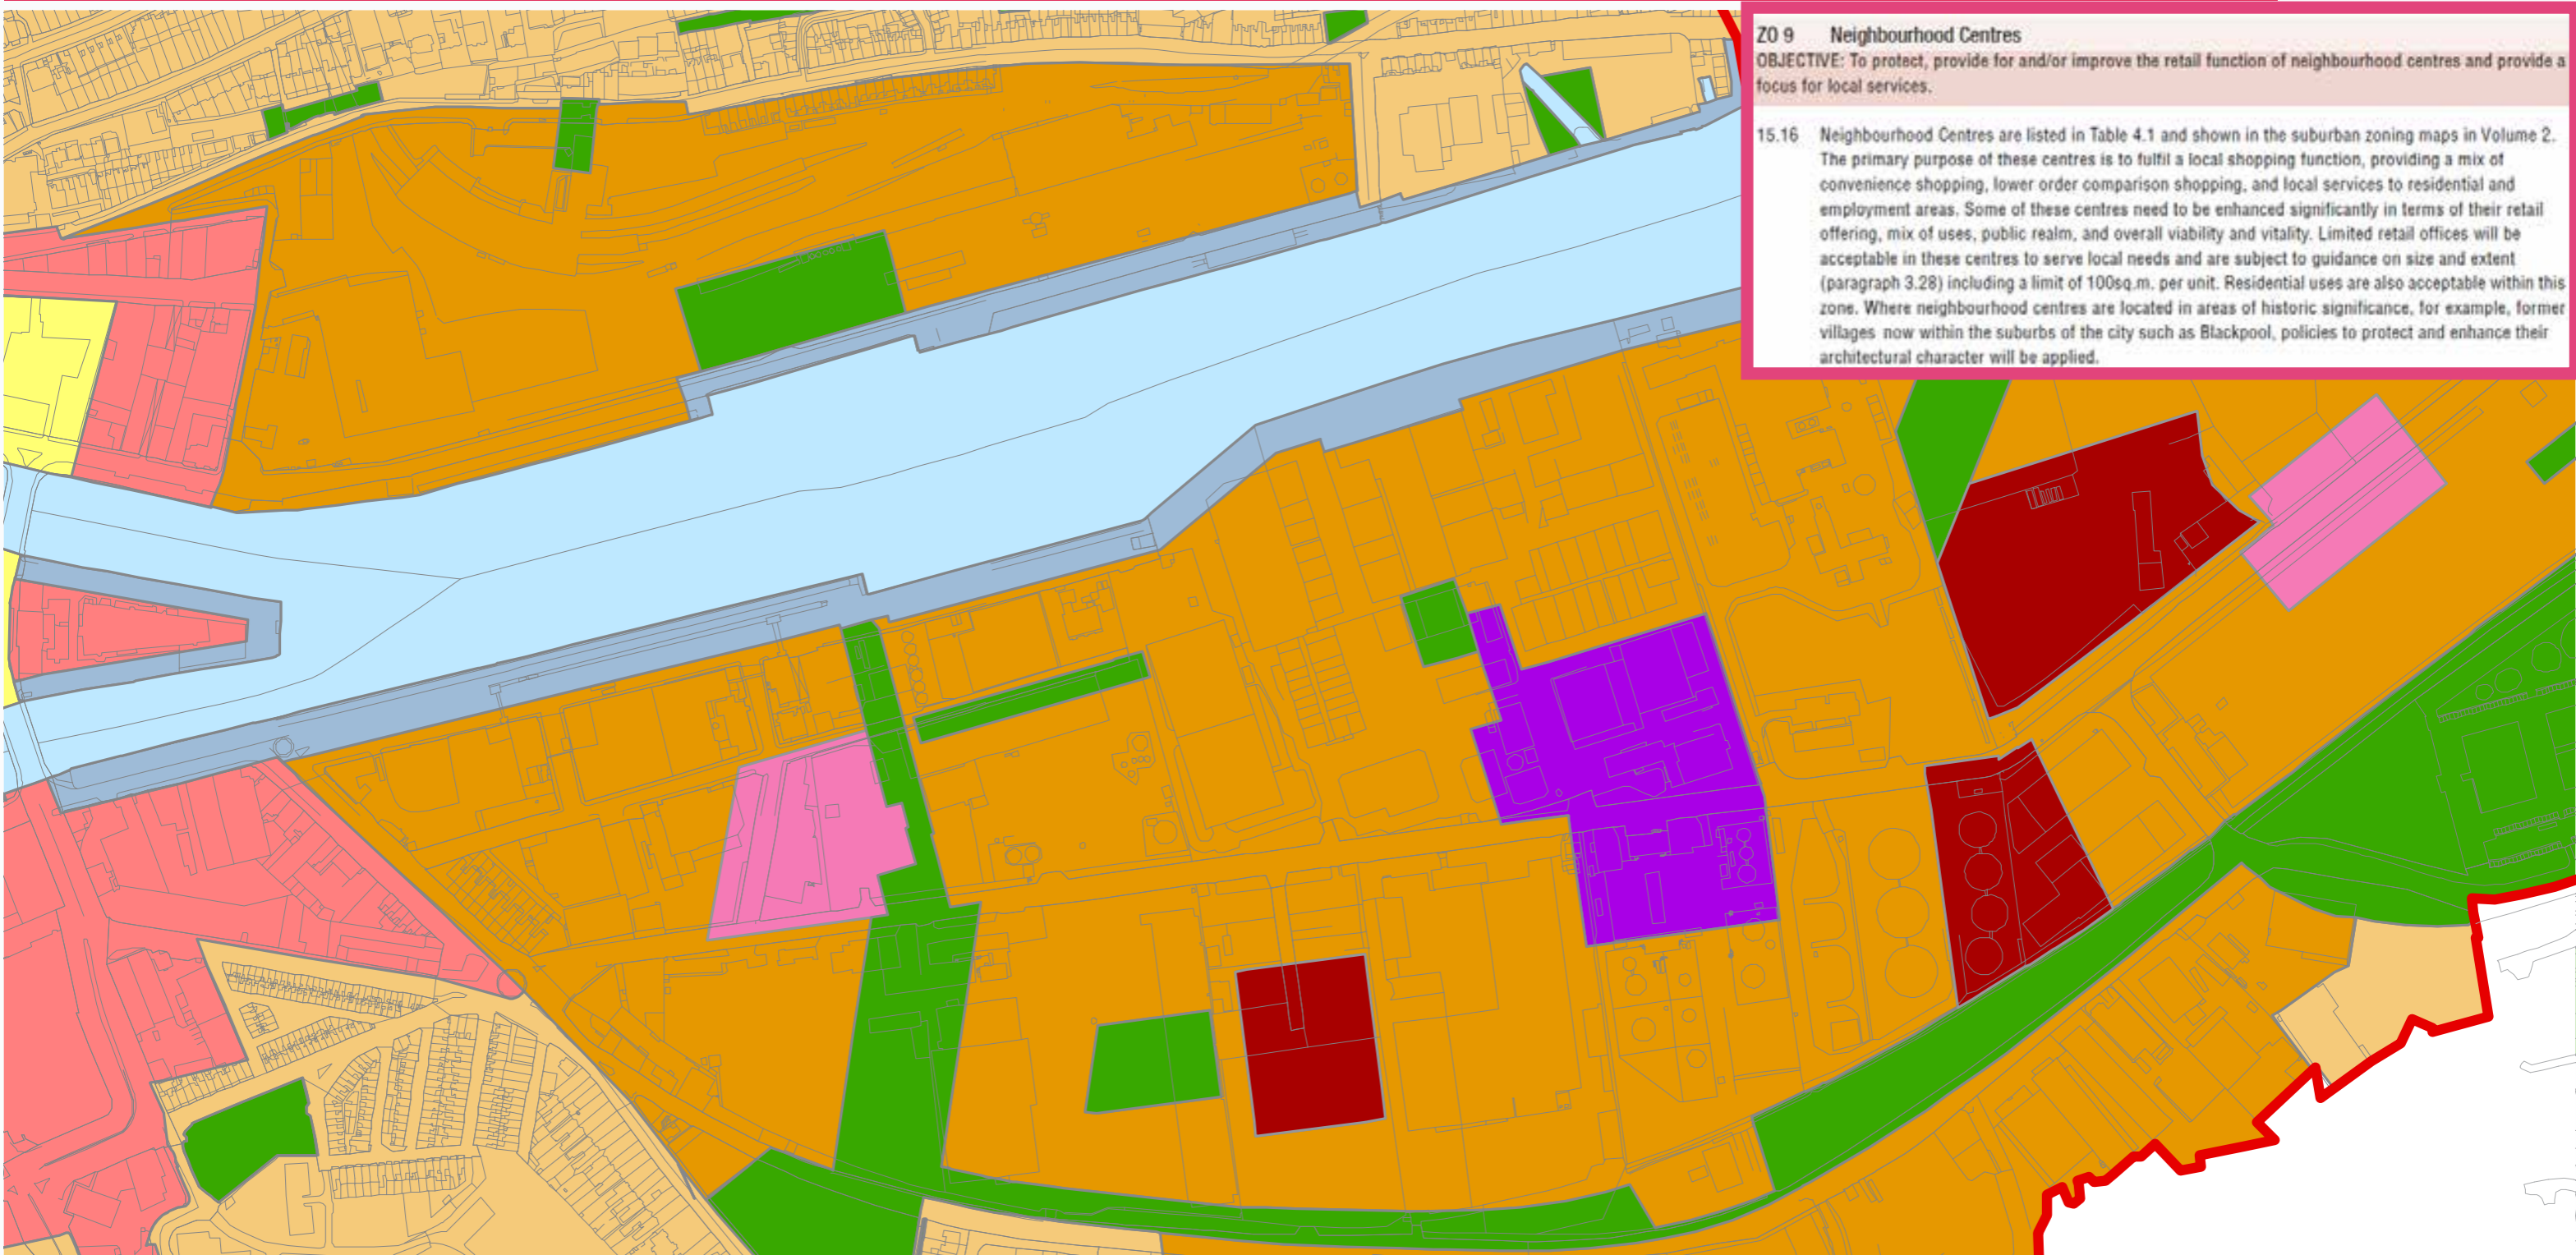 ZO 9 Neighbourhood Centres
OBJECTIVE: To protect, provide for and/or improve the retail function of neighbourhood centres and provide a
focus for local services.
15.16 Neighbourhood Centres are listed in Table 4.1 and shown in the suburban zoning maps in Volume 2.
The primary purpose of these centres is to fulfil a local shopping function, providing a mix of
convenience shopping, lower order comparison shopping, and local services to residential and
employment areas. Some of these centres need to be enhanced significantly in terms of their retail
offering, mix of uses, public realm, and overall viability and vitality. Limited retail offices will be
acceptable in these centres to serve local needs and are subject to guidance on size and extent
(paragraph 3.28) including a limit of 100sq.m. per unit. Residential uses are also acceptable within this
zone. Where neighbourhood centres are located in areas of historic significance, for example, former
villages now within the suburbs of the city such as Blackpool, policies to protect and enhance their
architectural character will be applied.